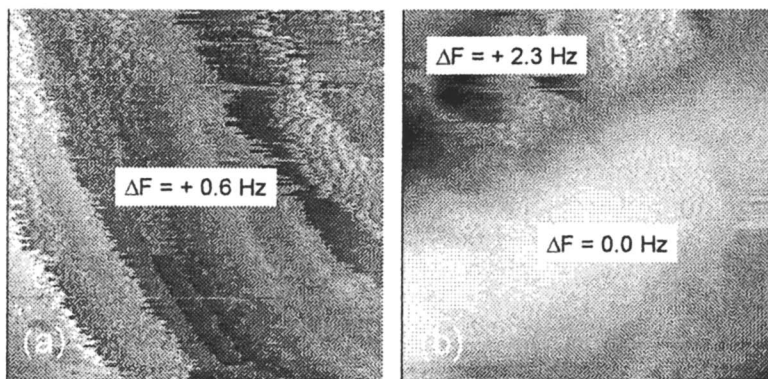 ΔF = + 0.6 Hz
(a)
ΔF = + 2.3 Hz
ΔF = 0.0 Hz
(b)